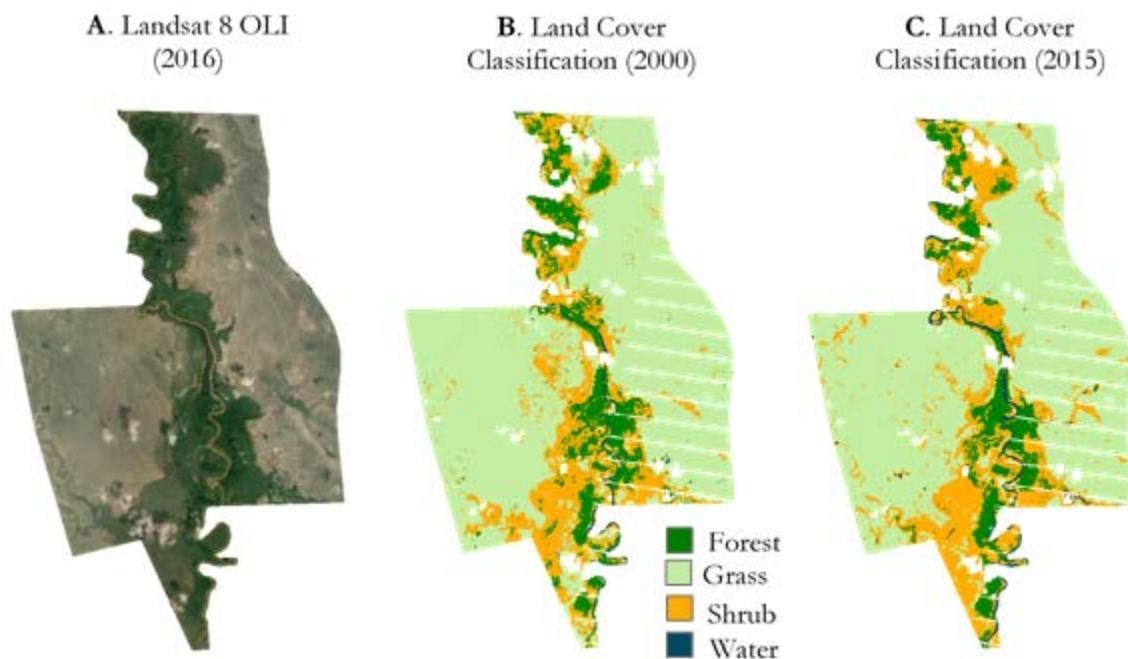 A. Landsat 8 OLI
(2016)
B. Land Cover
Classification (2000)
C. Land Cover
Classification (2015)
Forest
Grass
Shrub
Water